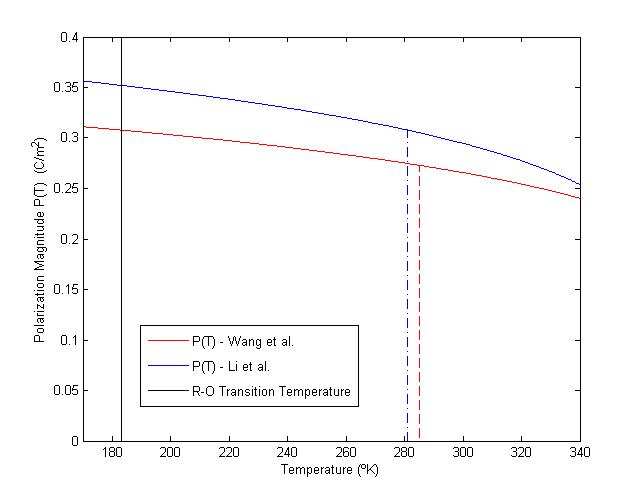 0.4
0.35
0.3
0.25
0.2
0.15
0.1
0.05
0
Polarization Magnitude P(T) (C/m²)
P(T) - Wang et al.
P(T) - Li et al.
R-O Transition Temperature
180 200 220 240 260 280 300 320 340
Temperature (ºK)